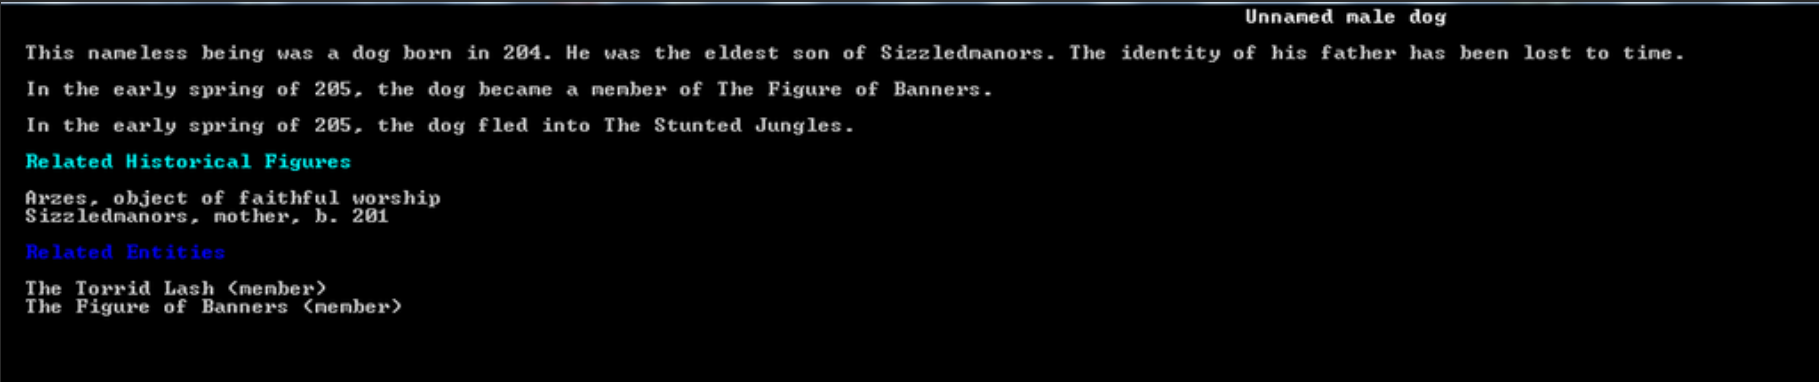 Unnamed male dog
This nameless being was a dog born in 204. He was the eldest son of Sizzledmanors. The identity of his father has been lost to time.
In the early spring of 205, the dog became a member of The Figure of Banners.
In the early spring of 205, the dog fled into The Stunted Jungles.
Related Historical Figures
Arzes, object of faithful worship
Sizzledmanors, mother, b. 201
Related Entities
The Torrid Lash (member)
The Figure of Banners (member)